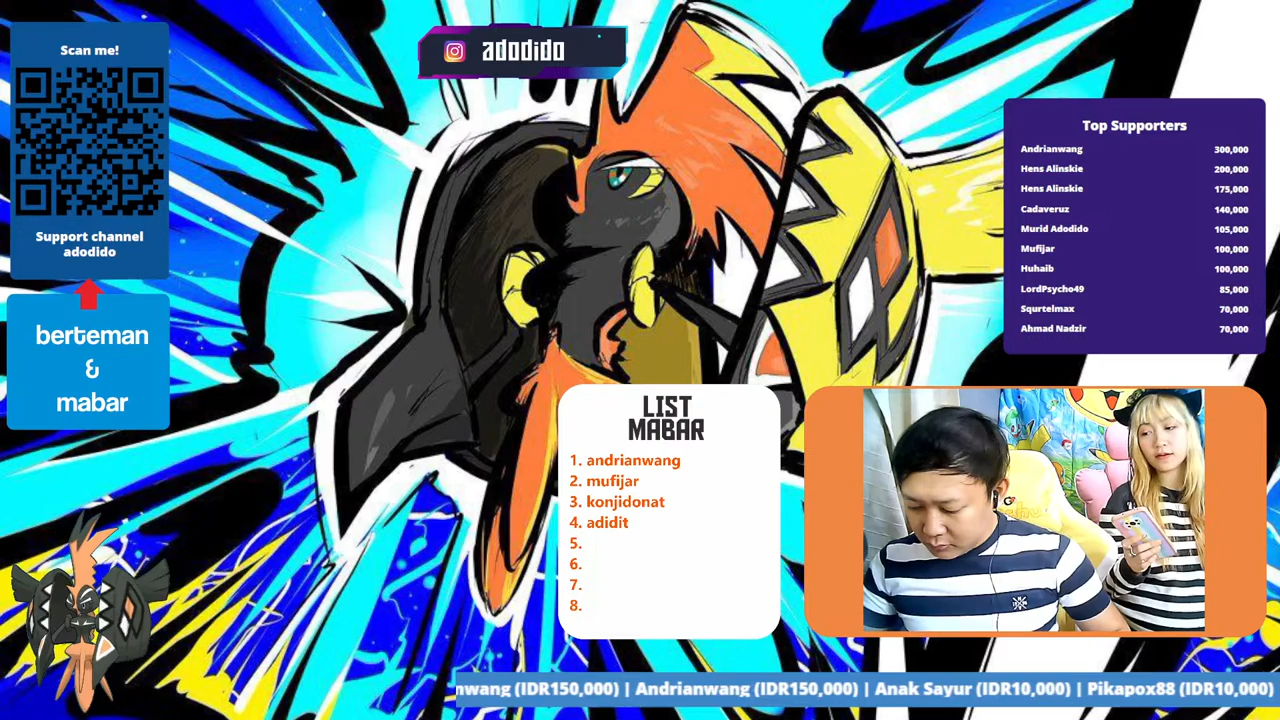 Scan me!
Support channel
adodido
berteman
&
mabar
adodido
Top Supporters
Andrianwang 300,000
Hens Alinskie 200,000
Hens Alinskie 175,000
Cadaveruz 140,000
Murid Adodido 105,000
Mufijar 100,000
Huhaib 100,000
LordPsycho49 85,000
Squrtelmax 70,000
Ahmad Nadzir 70,000
LIST
MABAR
1. andrianwang
2. mufijar
3. konjidonat
4. adidit
5.
6.
7.
8.
nwang (IDR150,000) | Andrianwang (IDR150,000) | Anak Sayur (IDR10,000) | Pikapox88 (IDR10,000)